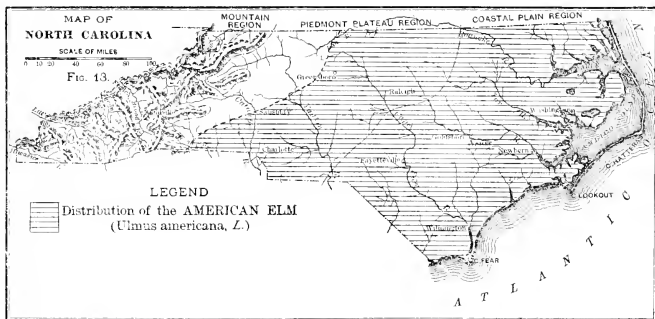 MAP OF
NORTH CAROLINA
SCALE OF MILES
0 10 20 40 60 80 100
FIG. 13.
MOUNTAIN
REGION
PIEDMONT PLATEAU REGION
COASTAL PLAIN REGION
Greensboro
Raleigh
Washington
Salisbury
Charlotte
Fayetteville
Newbern
Wilmington
C. HATTERAS
C. LOOKOUT
C. FEAR
ATLANTIC
LEGEND
Distribution of the AMERICAN ELM
(Ulmus americana, L.)